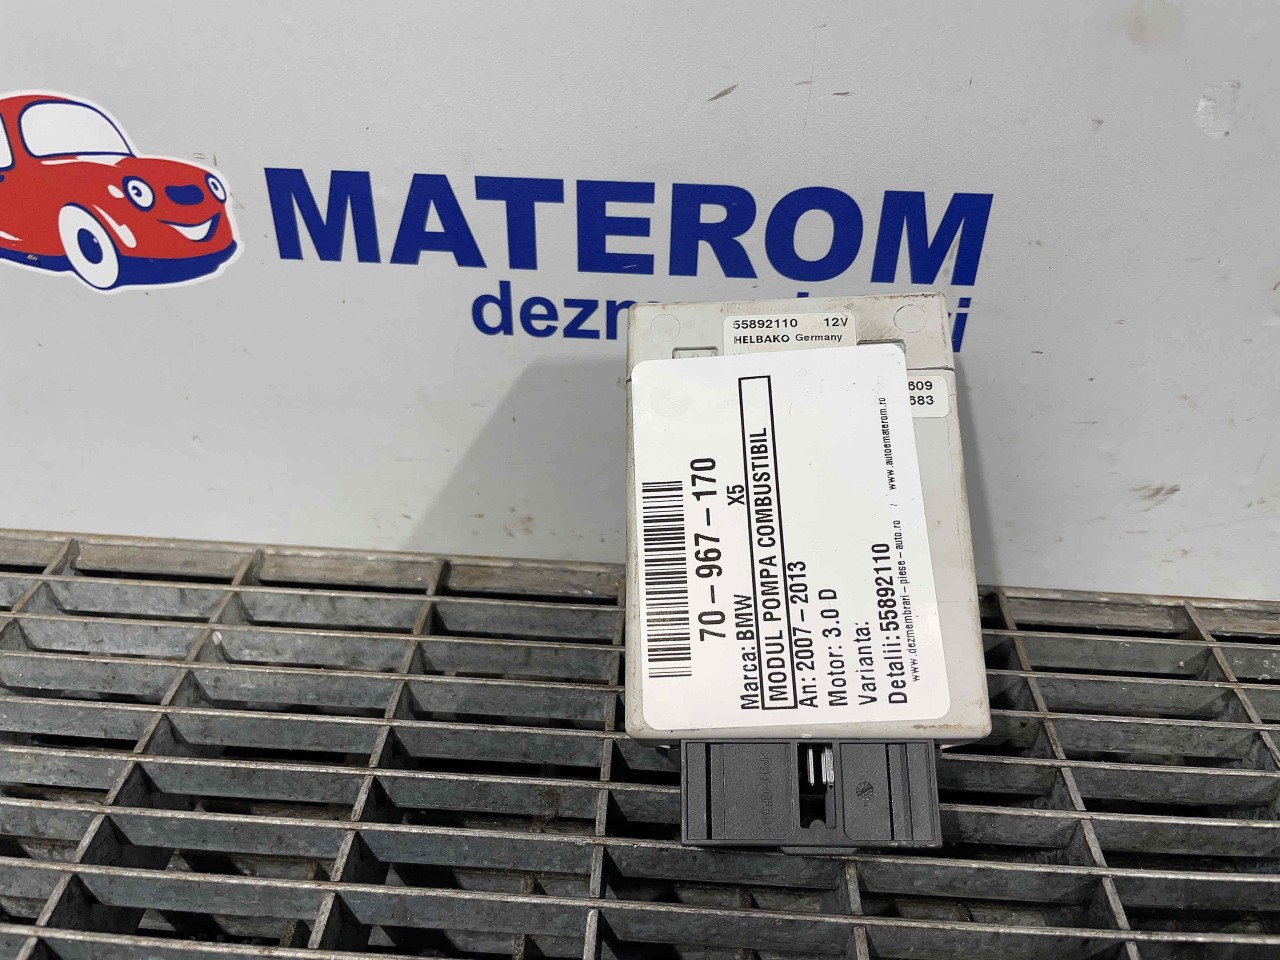 MATEROM
55892110 12V
HELBAKO Germany
609
683
70-967-170
Marca: BMW X5
MODUL POMPA COMBUSTIBIL
An: 2007-2013
Motor: 3.0 D
Varianta:
Detalii: 55892110
www.dezmembrari-piese-auto.ro / www.autoematerom.ro